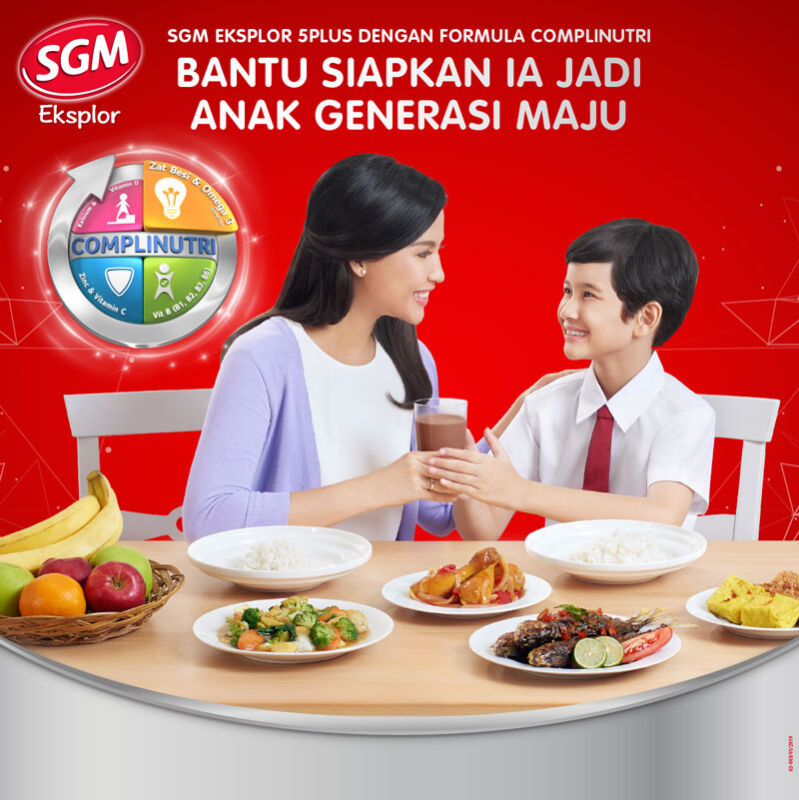 SGM
Eksplor
SGM EKSPLOR 5PLUS DENGAN FORMULA COMPLINUTRI
BANTU SIAPKAN IA JADI
ANAK GENERASI MAJU
Kalsium & Vitamin D
Zat Besi & Omega 3
COMPLINUTRI
Zinc & Vitamin C
Vit B (B1, B2, B3, B6)